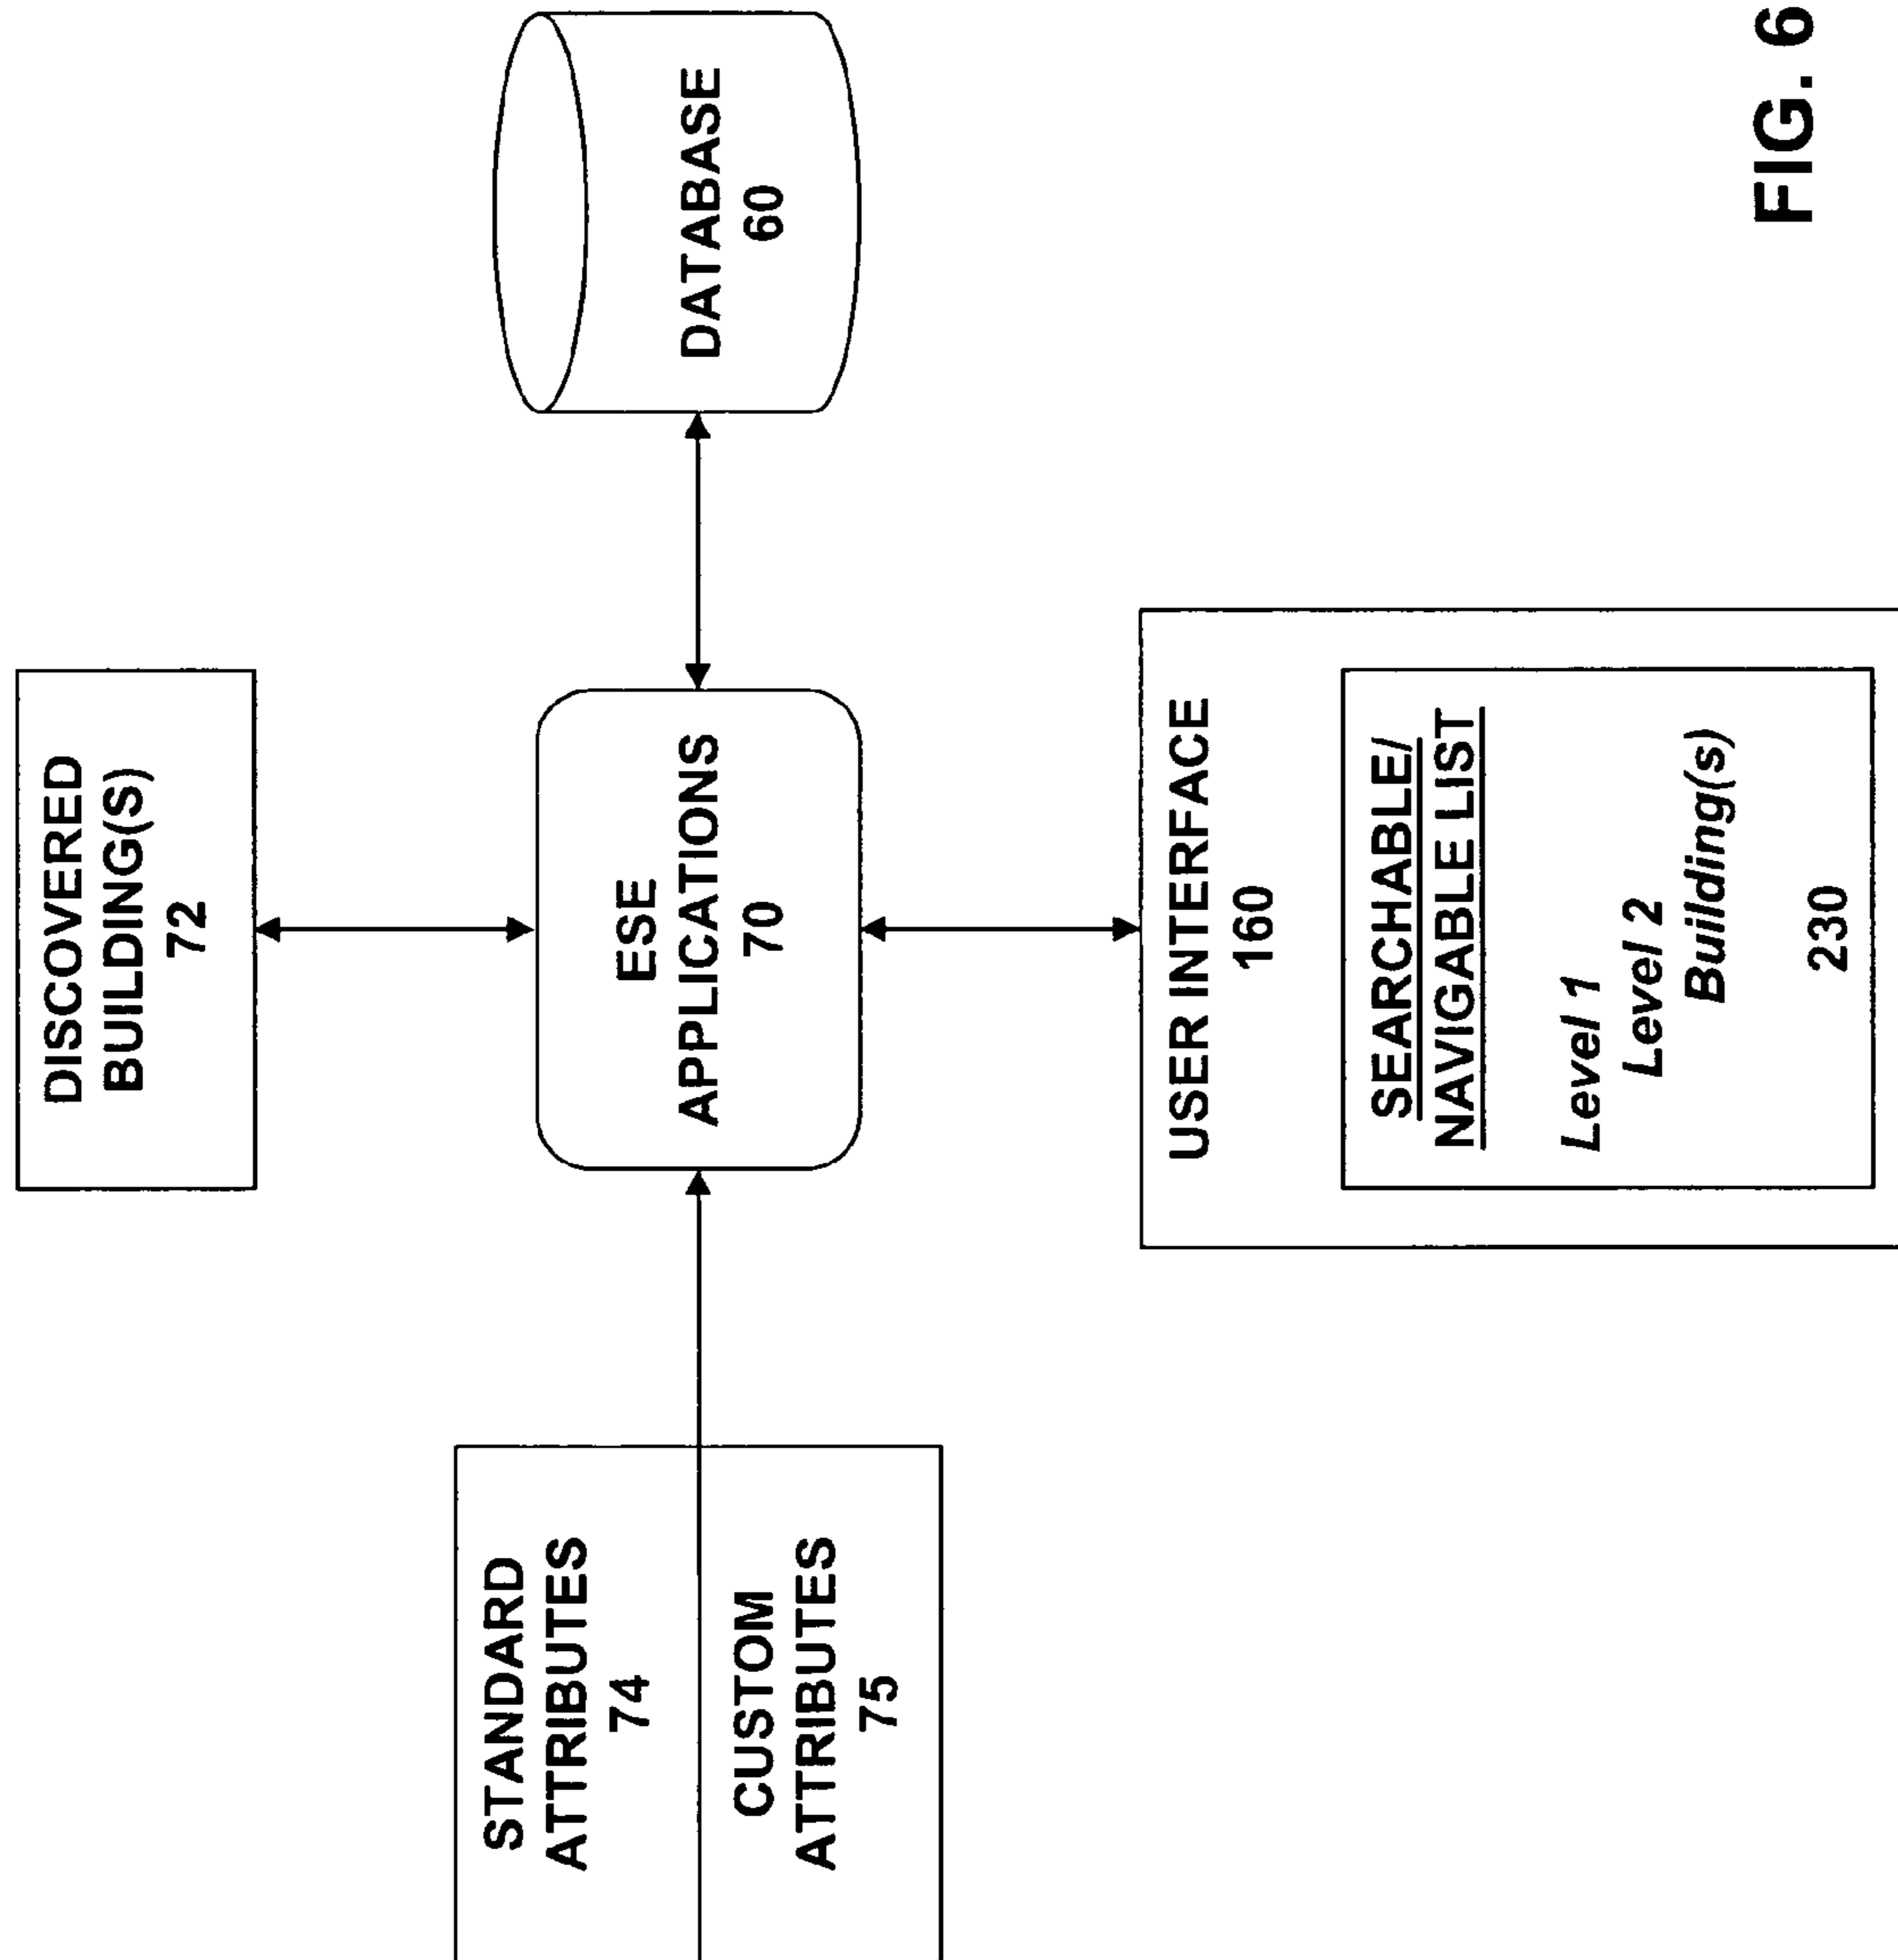 DISCOVERED
BUILDING(S)
72
STANDARD
ATTRIBUTES
74
CUSTOM
ATTRIBUTES
75
ESE
APPLICATIONS
70
DATABASE
60
USER INTERFACE
160
SEARCHABLE/
NAVIGABLE LIST
Level 1
Level 2
Building(s)
230
FIG. 6